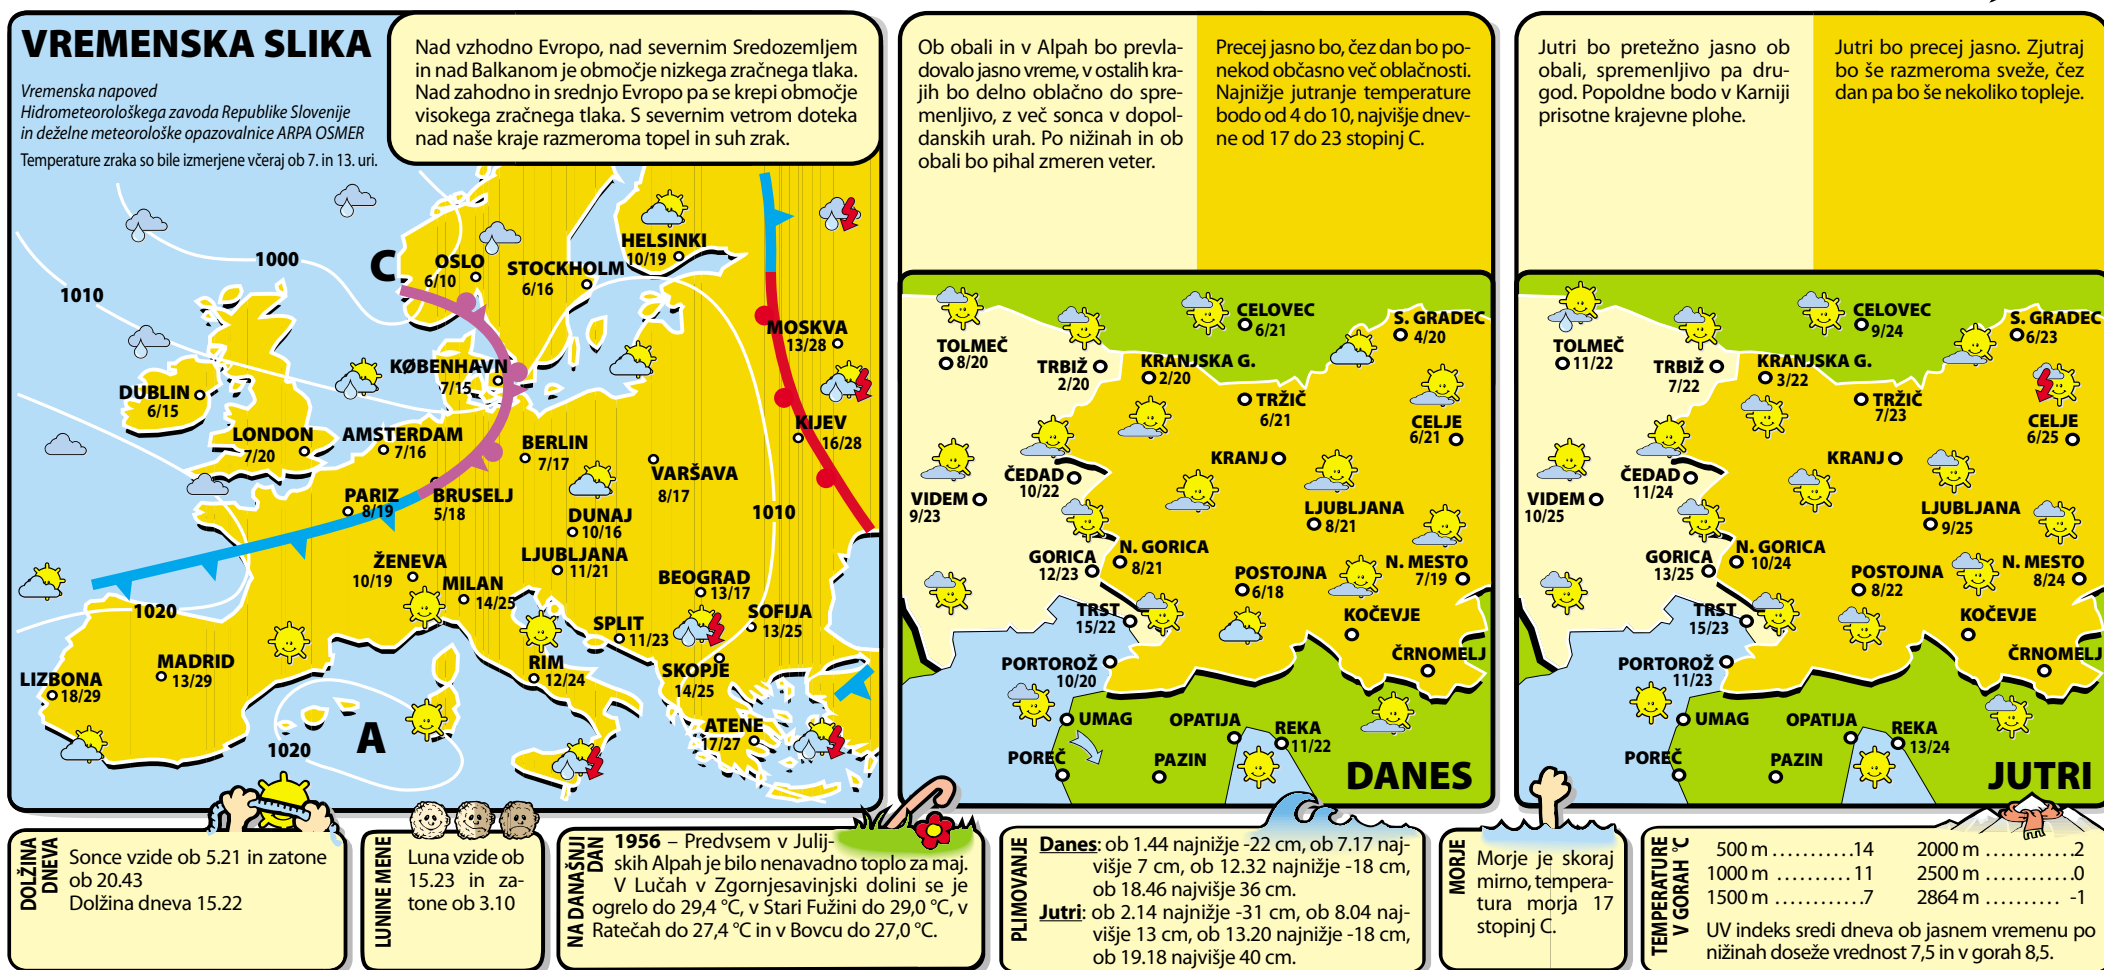 VREMENSKA SLIKA
Vremenska napoved
Hidrometeorološkega zavoda Republike Slovenije
in deželne meteorološke opazovalnice ARPA OSMER
Temperature zraka so bile izmerjene včeraj ob 7. in 13. uri.
Nad vzhodno Evropo, nad severnim Sredozemljem
in nad Balkanom je območje nizkega zračnega tlaka.
Nad zahodno in srednjo Evropo pa se krepi območje
visokega zračnega tlaka. S severnim vetrom doteka
nad naše kraje razmeroma topel in suh zrak.
1000
1010
C
OSLO
6/10
STOCKHOLM
6/16
HELSINKI
10/19
MOSKVA
13/28
KØBENHAVN
7/15
DUBLIN
6/15
LONDON
7/20
AMSTERDAM
7/16
BERLIN
7/17
KIJEV
16/28
VARŠAVA
8/17
PARIZ
8/19
BRUSELJ
5/18
DUNAJ
10/16
1010
ŽENEVA
10/19
LJUBLJANA
11/21
MILAN
14/25
BEOGRAD
13/17
1020
SPLIT
11/23
SOFIJA
13/25
MADRID
13/29
LIZBONA
18/29
RIM
12/24
SKOPJE
14/25
ATENE
17/27
1020
A
Ob obali in v Alpah bo prevla-
dovalo jasno vreme, v ostalih kra-
jih bo delno oblačno do spre-
menljivo, z več sonca v dopol-
danskih urah. Po nižinah in ob
obali bo pihal zmeren veter.
Precej jasno bo, čez dan bo po-
nekod občasno več oblačnosti.
Najnižje jutranje temperature
bodo od 4 do 10, najvišje dnev-
ne od 17 do 23 stopinj C.
CELOVEC
6/21
S. GRADEC
4/20
TOLMEČ
8/20
TRBIŽ
2/20
KRANJSKA G.
2/20
TRŽIČ
6/21
CELJE
6/21
KRANJ
ČEDAD
10/22
VIDEM
9/23
LJUBLJANA
8/21
GORICA
12/23
N. GORICA
8/21
POSTOJNA
6/18
N. MESTO
7/19
TRST
15/22
KOČEVJE
PORTOROŽ
10/20
ČRNOMELJ
UMAG
OPATIJA
REKA
11/22
POREČ
PAZIN
DANES
Jutri bo pretežno jasno ob
obali, spremenljivo pa dru-
god. Popoldne bodo v Karniji
prisotne krajevne plohe.
Jutri bo precej jasno. Zjutraj
bo še razmeroma sveže, čez
dan pa bo še nekoliko topleje.
CELOVEC
9/24
S. GRADEC
6/23
TOLMEČ
11/22
TRBIŽ
7/22
KRANJSKA G.
3/22
TRŽIČ
7/23
CELJE
6/25
KRANJ
ČEDAD
11/24
VIDEM
10/25
LJUBLJANA
9/25
GORICA
13/25
N. GORICA
10/24
POSTOJNA
8/22
N. MESTO
8/24
TRST
15/23
KOČEVJE
PORTOROŽ
11/23
ČRNOMELJ
UMAG
OPATIJA
REKA
13/24
POREČ
PAZIN
JUTRI
DOLŽINA
DNEVA
Sonce vzide ob 5.21 in zatone
ob 20.43
Dolžina dneva 15.22
LUNINE MENE
Luna vzide ob
15.23 in za-
tone ob 3.10
NA DANAŠNJI
DAN
1956 – Predvsem v Julij-
skih Alpah je bilo nenavadno toplo za maj.
V Lučah v Zgornjesavinjski dolini se je
ogrelo do 29,4 °C, v Stari Fužini do 29,0 °C, v
Ratečah do 27,4 °C in v Bovcu do 27,0 °C.
PLIMOVANJE
Danes: ob 1.44 najnižje -22 cm, ob 7.17 naj-
višje 7 cm, ob 12.32 najnižje -18 cm,
ob 18.46 najvišje 36 cm.
Jutri: ob 2.14 najnižje -31 cm, ob 8.04 naj-
višje 13 cm, ob 13.20 najnižje -18 cm,
ob 19.18 najvišje 40 cm.
MORJE
Morje je skoraj
mirno, tempera-
tura morja 17
stopinj C.
TEMPERATURE
V GORAH °C
500 m ............14
1000 m .......... 11
1500 m ...........7
2000 m ...........2
2500 m ...........0
2864 m .......... -1
UV indeks sredi dneva ob jasnem vremenu po
nižinah doseže vrednost 7,5 in v gorah 8,5.